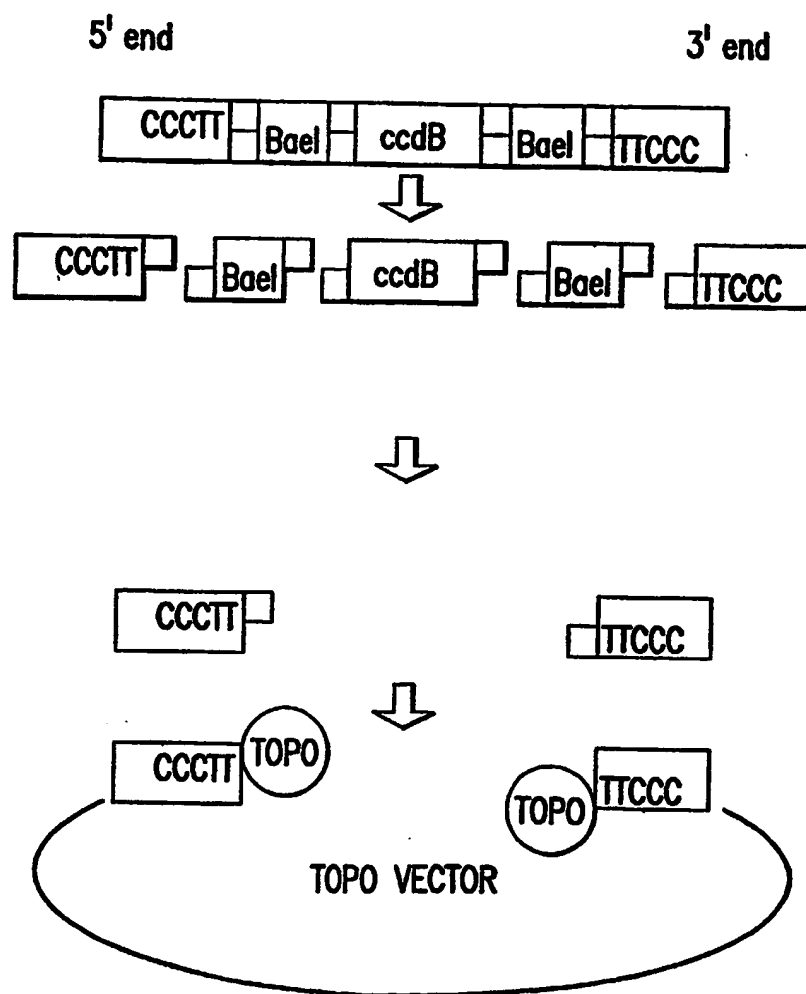 5' end 3' end
CCCTT BaeI ccdB BaeI TTCCC
CCCTT BaeI ccdB BaeI TTCCC
CCCTT TTCCC
CCCTT TOPO TOPO TTCCC
TOPO VECTOR